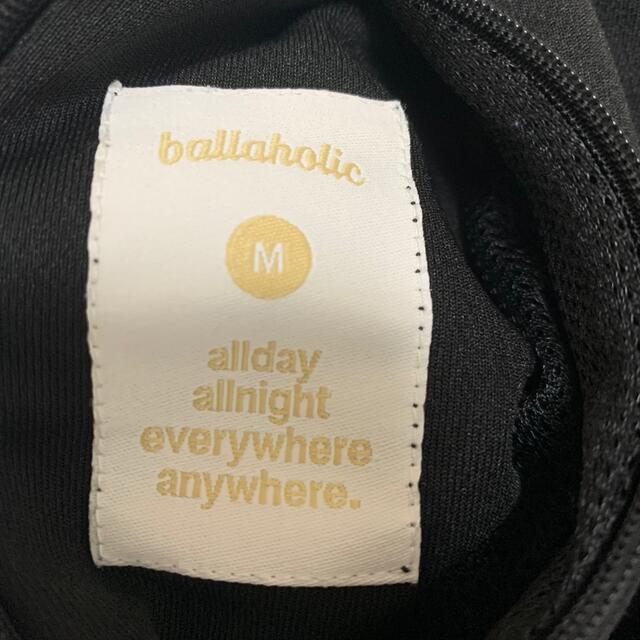 ballaholic
M
allday
allnight
everywhere
anywhere.